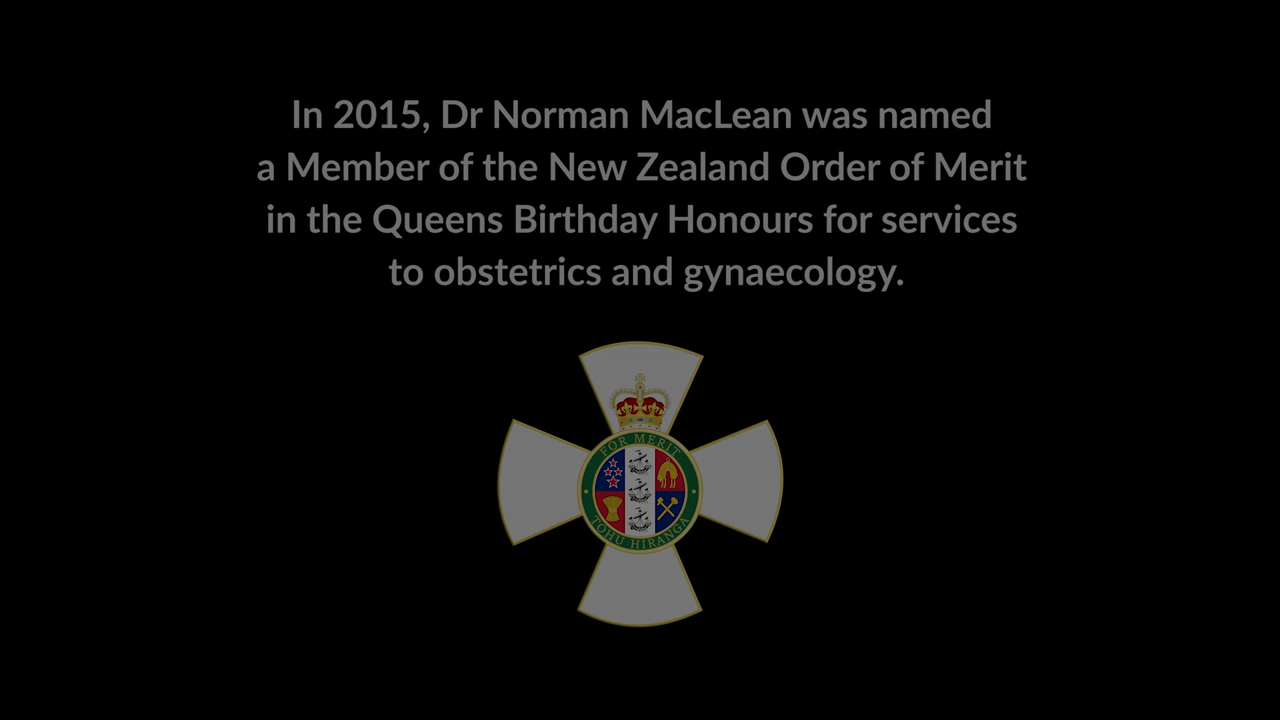 In 2015, Dr Norman MacLean was named
a Member of the New Zealand Order of Merit
in the Queens Birthday Honours for services
to obstetrics and gynaecology.
FOR MERIT
TOHU HIRANGA